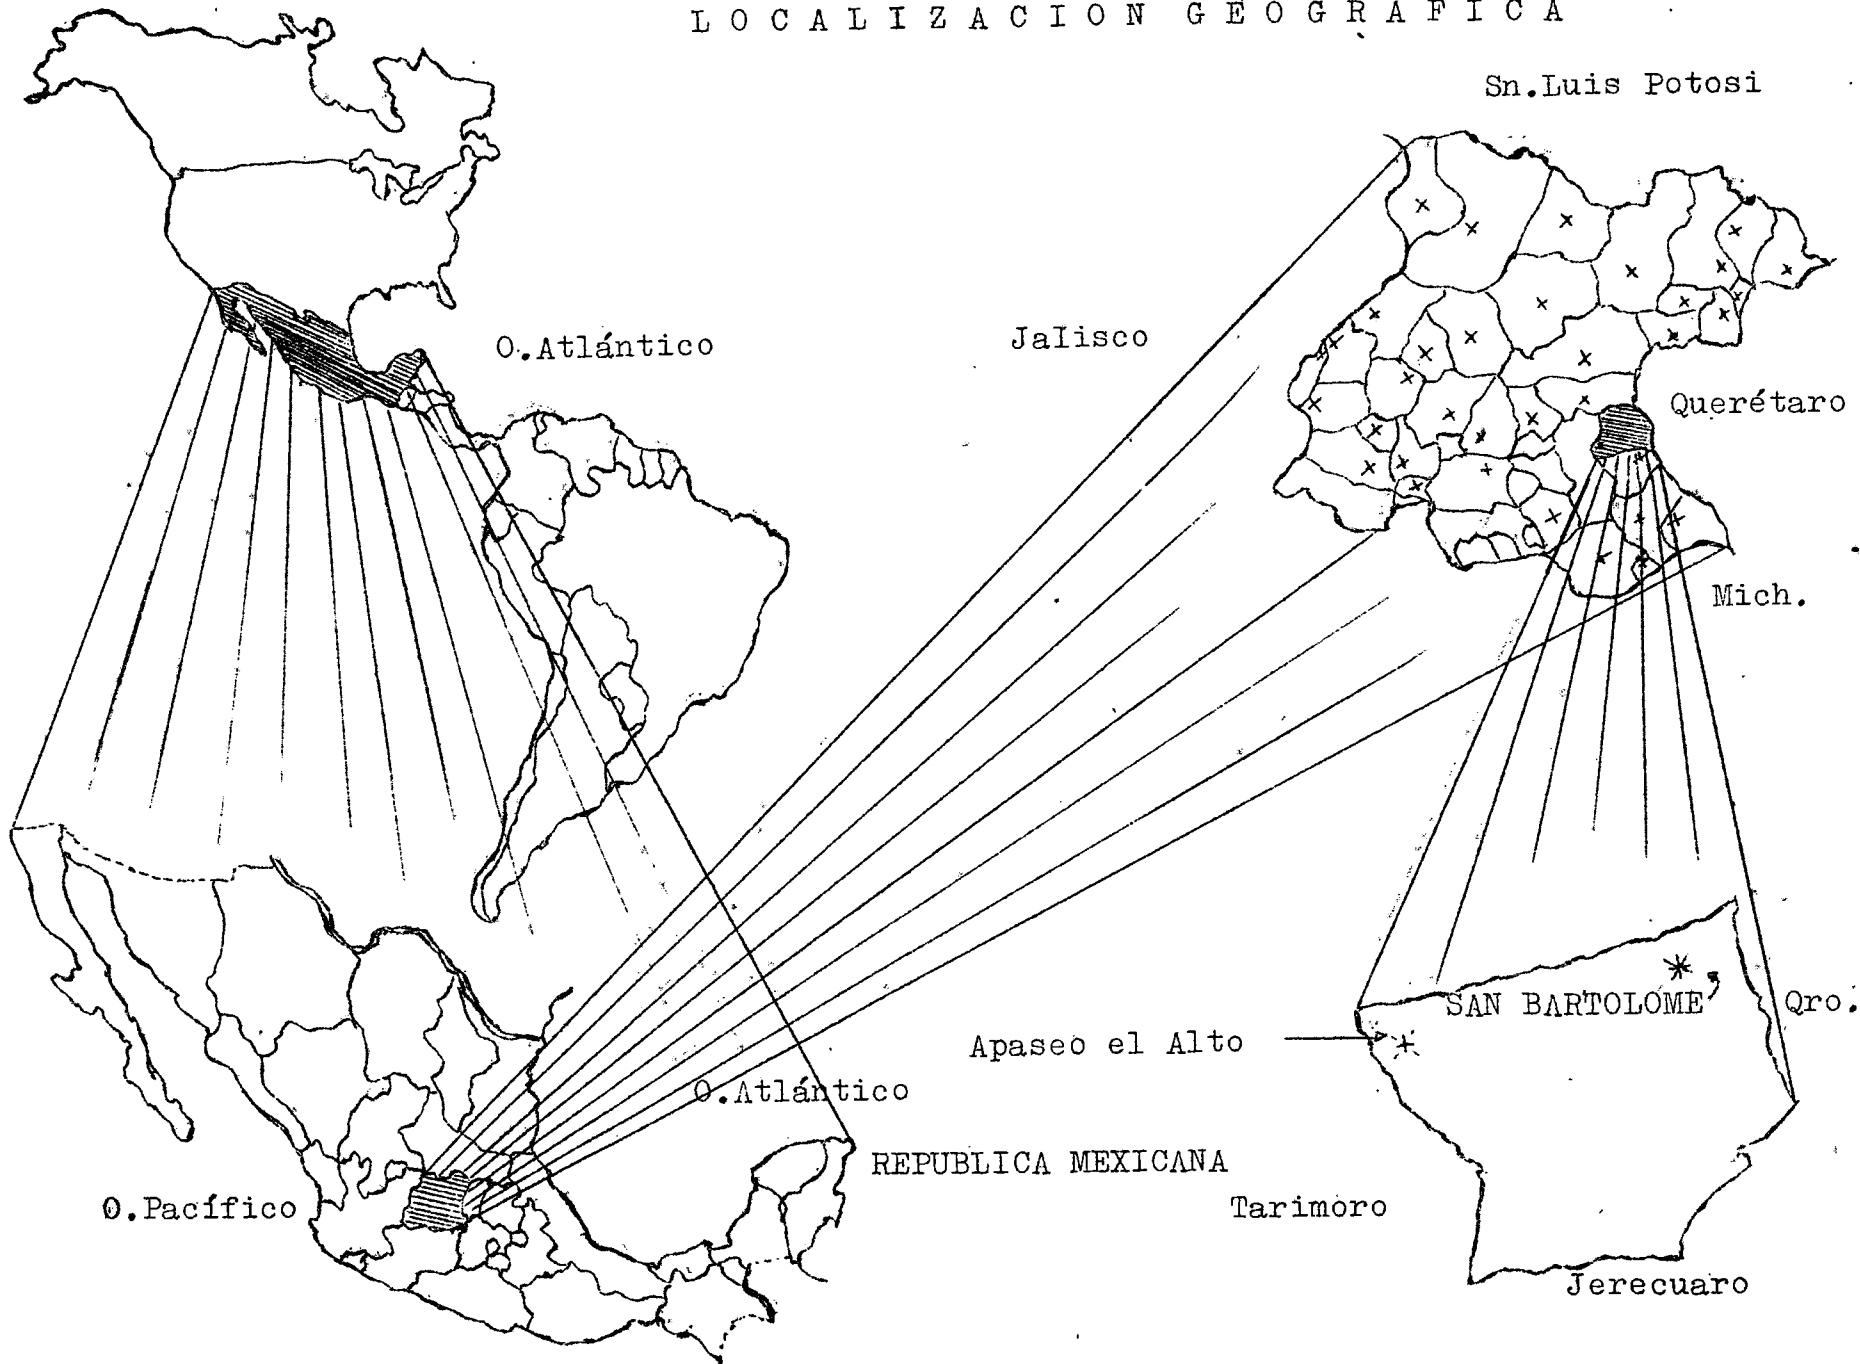 LOCALIZACION GEOGRAFICA
Sn.Luis Potosi
O.Atlántico
Jalisco
Querétaro
Mich.
SAN BARTOLOME
Qro.
Apaseo el Alto
O.Atlántico
REPUBLICA MEXICANA
O.Pacífico
Tarimoro
Jerecuaro